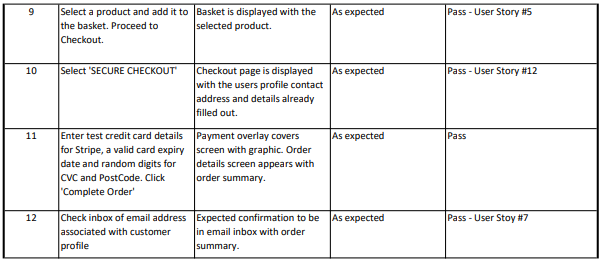 9 Select a product and add it to Basket is displayed with the As expected Pass - User Story #5
the basket. Proceed to selected product.
Checkout.
10 Select 'SECURE CHECKOUT' Checkout page is displayed As expected Pass - User Story #12
with the users profile contact
address and details already
filled out.
11 Enter test credit card details Payment overlay covers As expected Pass
for Stripe, a valid card expiry screen with graphic. Order
date and random digits for details screen appears with
CVC and PostCode. Click order summary.
'Complete Order'
12 Check inbox of email address Expected confirmation to be As expected Pass - User Stoy #7
associated with customer in email inbox with order
profile summary.